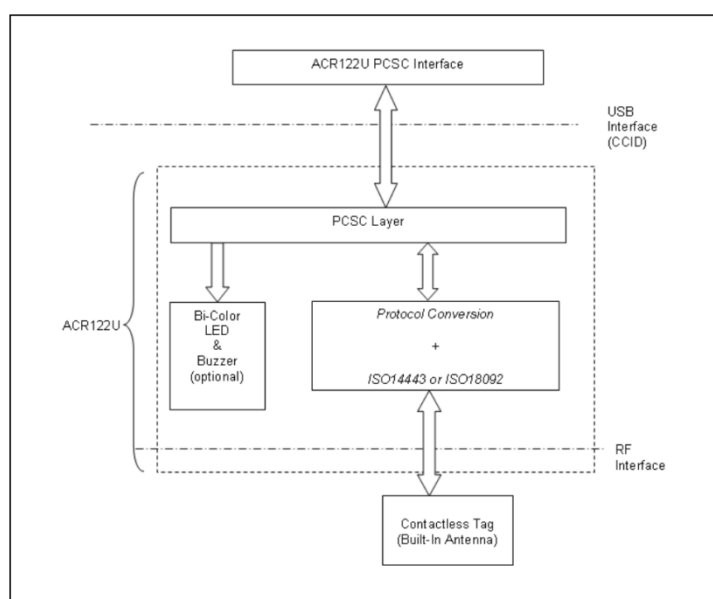 ACR122U PCSC Interface
USB
Interface
(CCID)
PCSC Layer
Bi-Color
LED
&
Buzzer
(optional)
Protocol Conversion
+
ISO14443 or ISO18092
ACR122U
RF
Interface
Contactless Tag
(Built-In Antenna)